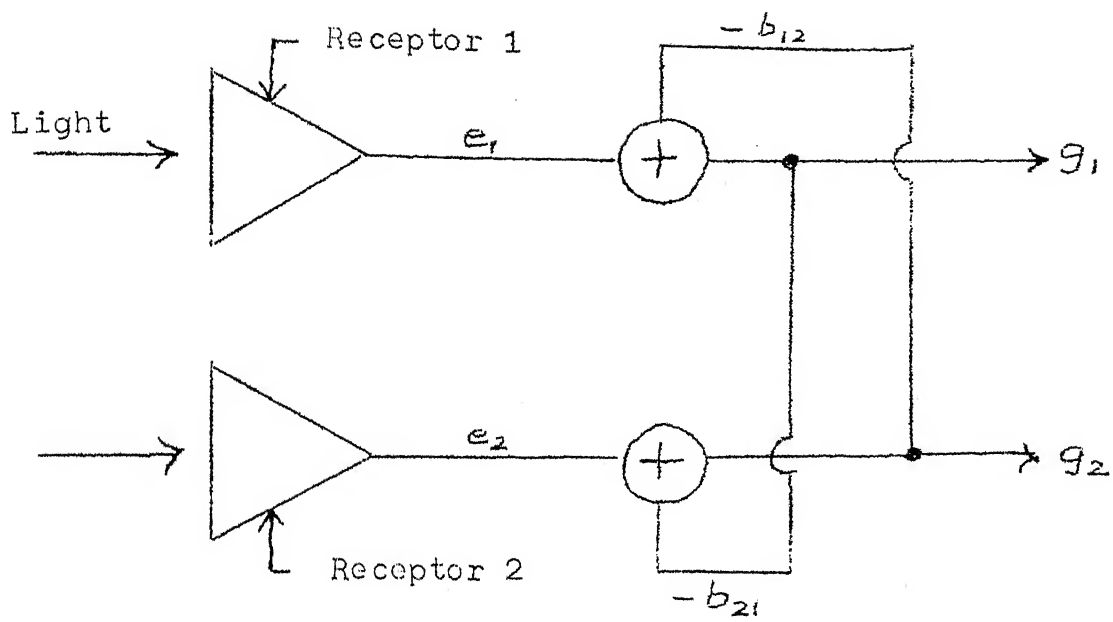 Receptor 1
- b₁₂
Light
e₁
+
g₁
e₂
+
g₂
Receptor 2
- b₂₁